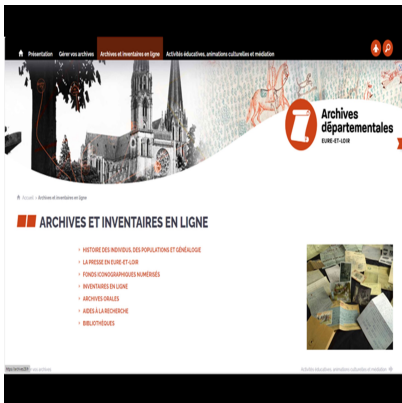 Présentation Gérer vos archives Archives et inventaires en ligne Activités éducatives, animations culturelles et médiation
Archives
départementales
EURE-ET-LOIR
Accueil > Archives et inventaires en ligne
ARCHIVES ET INVENTAIRES EN LIGNE
HISTOIRE DES INDIVIDUS, DES POPULATIONS ET GÉNÉALOGIE
LA PRESSE EN EURE-ET-LOIR
FONDS ICONOGRAPHIQUES NUMÉRISÉS
INVENTAIRES EN LIGNE
ARCHIVES ORALES
AIDES À LA RECHERCHE
BIBLIOTHÈQUES
vos archives
Activités éducatives, animations culturelles et médiation